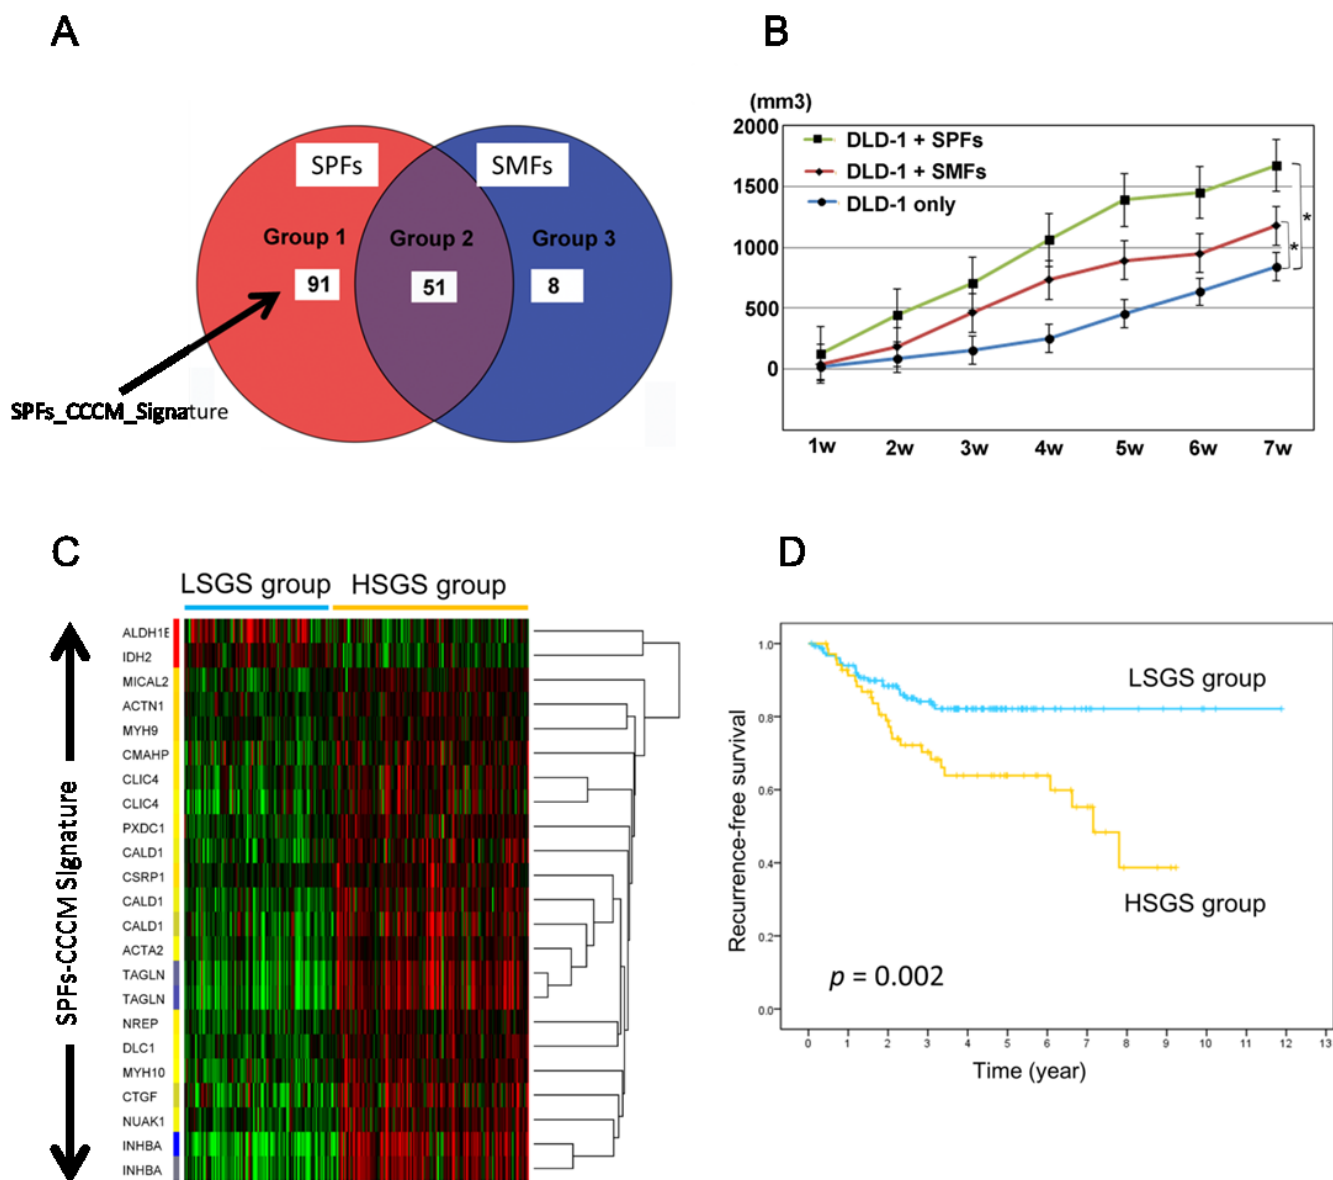 A
SPFs
SMFs
Group 1
Group 2
Group 3
91
51
8
SPFs_CCCM_Signature
B
(mm3)
2000
1500
1000
500
0
DLD-1 + SPFs
DLD-1 + SMFs
DLD-1 only
*
*
1w 2w 3w 4w 5w 6w 7w
C
LSGS group HSGS group
SPFs-CCCM Signature
ALDH1E
IDH2
MICAL2
ACTN1
MYH9
CMAHP
CLIC4
CLIC4
PXDC1
CALD1
CSRP1
CALD1
CALD1
ACTA2
TAGLN
TAGLN
NREP
DLC1
MYH10
CTGF
NUAK1
INHBA
INHBA
D
Recurrence-free survival
1.0
0.8
0.6
0.4
0.2
0.0
LSGS group
HSGS group
p = 0.002
0 1 2 3 4 5 6 7 8 9 10 11 12 13
Time (year)